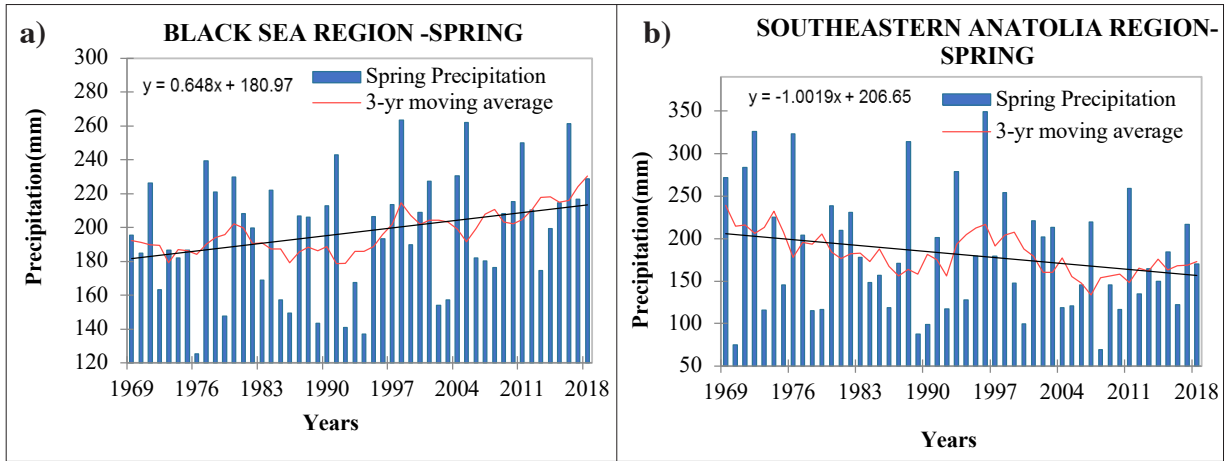 a)
BLACK SEA REGION -SPRING
y = 0.648x + 180.97
Spring Precipitation
3-yr moving average
Precipitation(mm)
300
280
260
240
220
200
180
160
140
120
1969 1976 1983 1990 1997 2004 2011 2018
Years
b)
SOUTHEASTERN ANATOLIA REGION-
SPRING
y = -1.0019x + 206.65
Spring Precipitation
3-yr moving average
Precipitation(mm)
350
300
250
200
150
100
50
1969 1976 1983 1990 1997 2004 2011 2018
Years